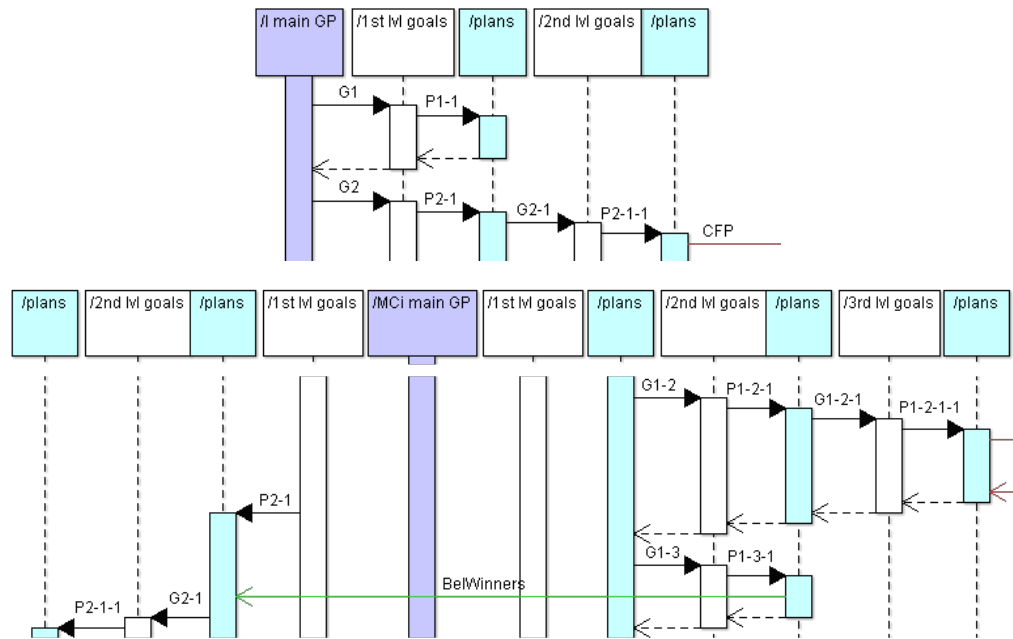 /I main GP
/1st lvl goals
/plans
/2nd lvl goals
/plans
G1
P1-1
G2
P2-1
G2-1
P2-1-1
CFP
/plans
/2nd lvl goals
/plans
/1st lvl goals
/MCi main GP
/1st lvl goals
/plans
/2nd lvl goals
/plans
/3rd lvl goals
/plans
G1-2
P1-2-1
G1-2-1
P1-2-1-1
P2-1
G1-3
P1-3-1
BelWinners
G2-1
P2-1-1